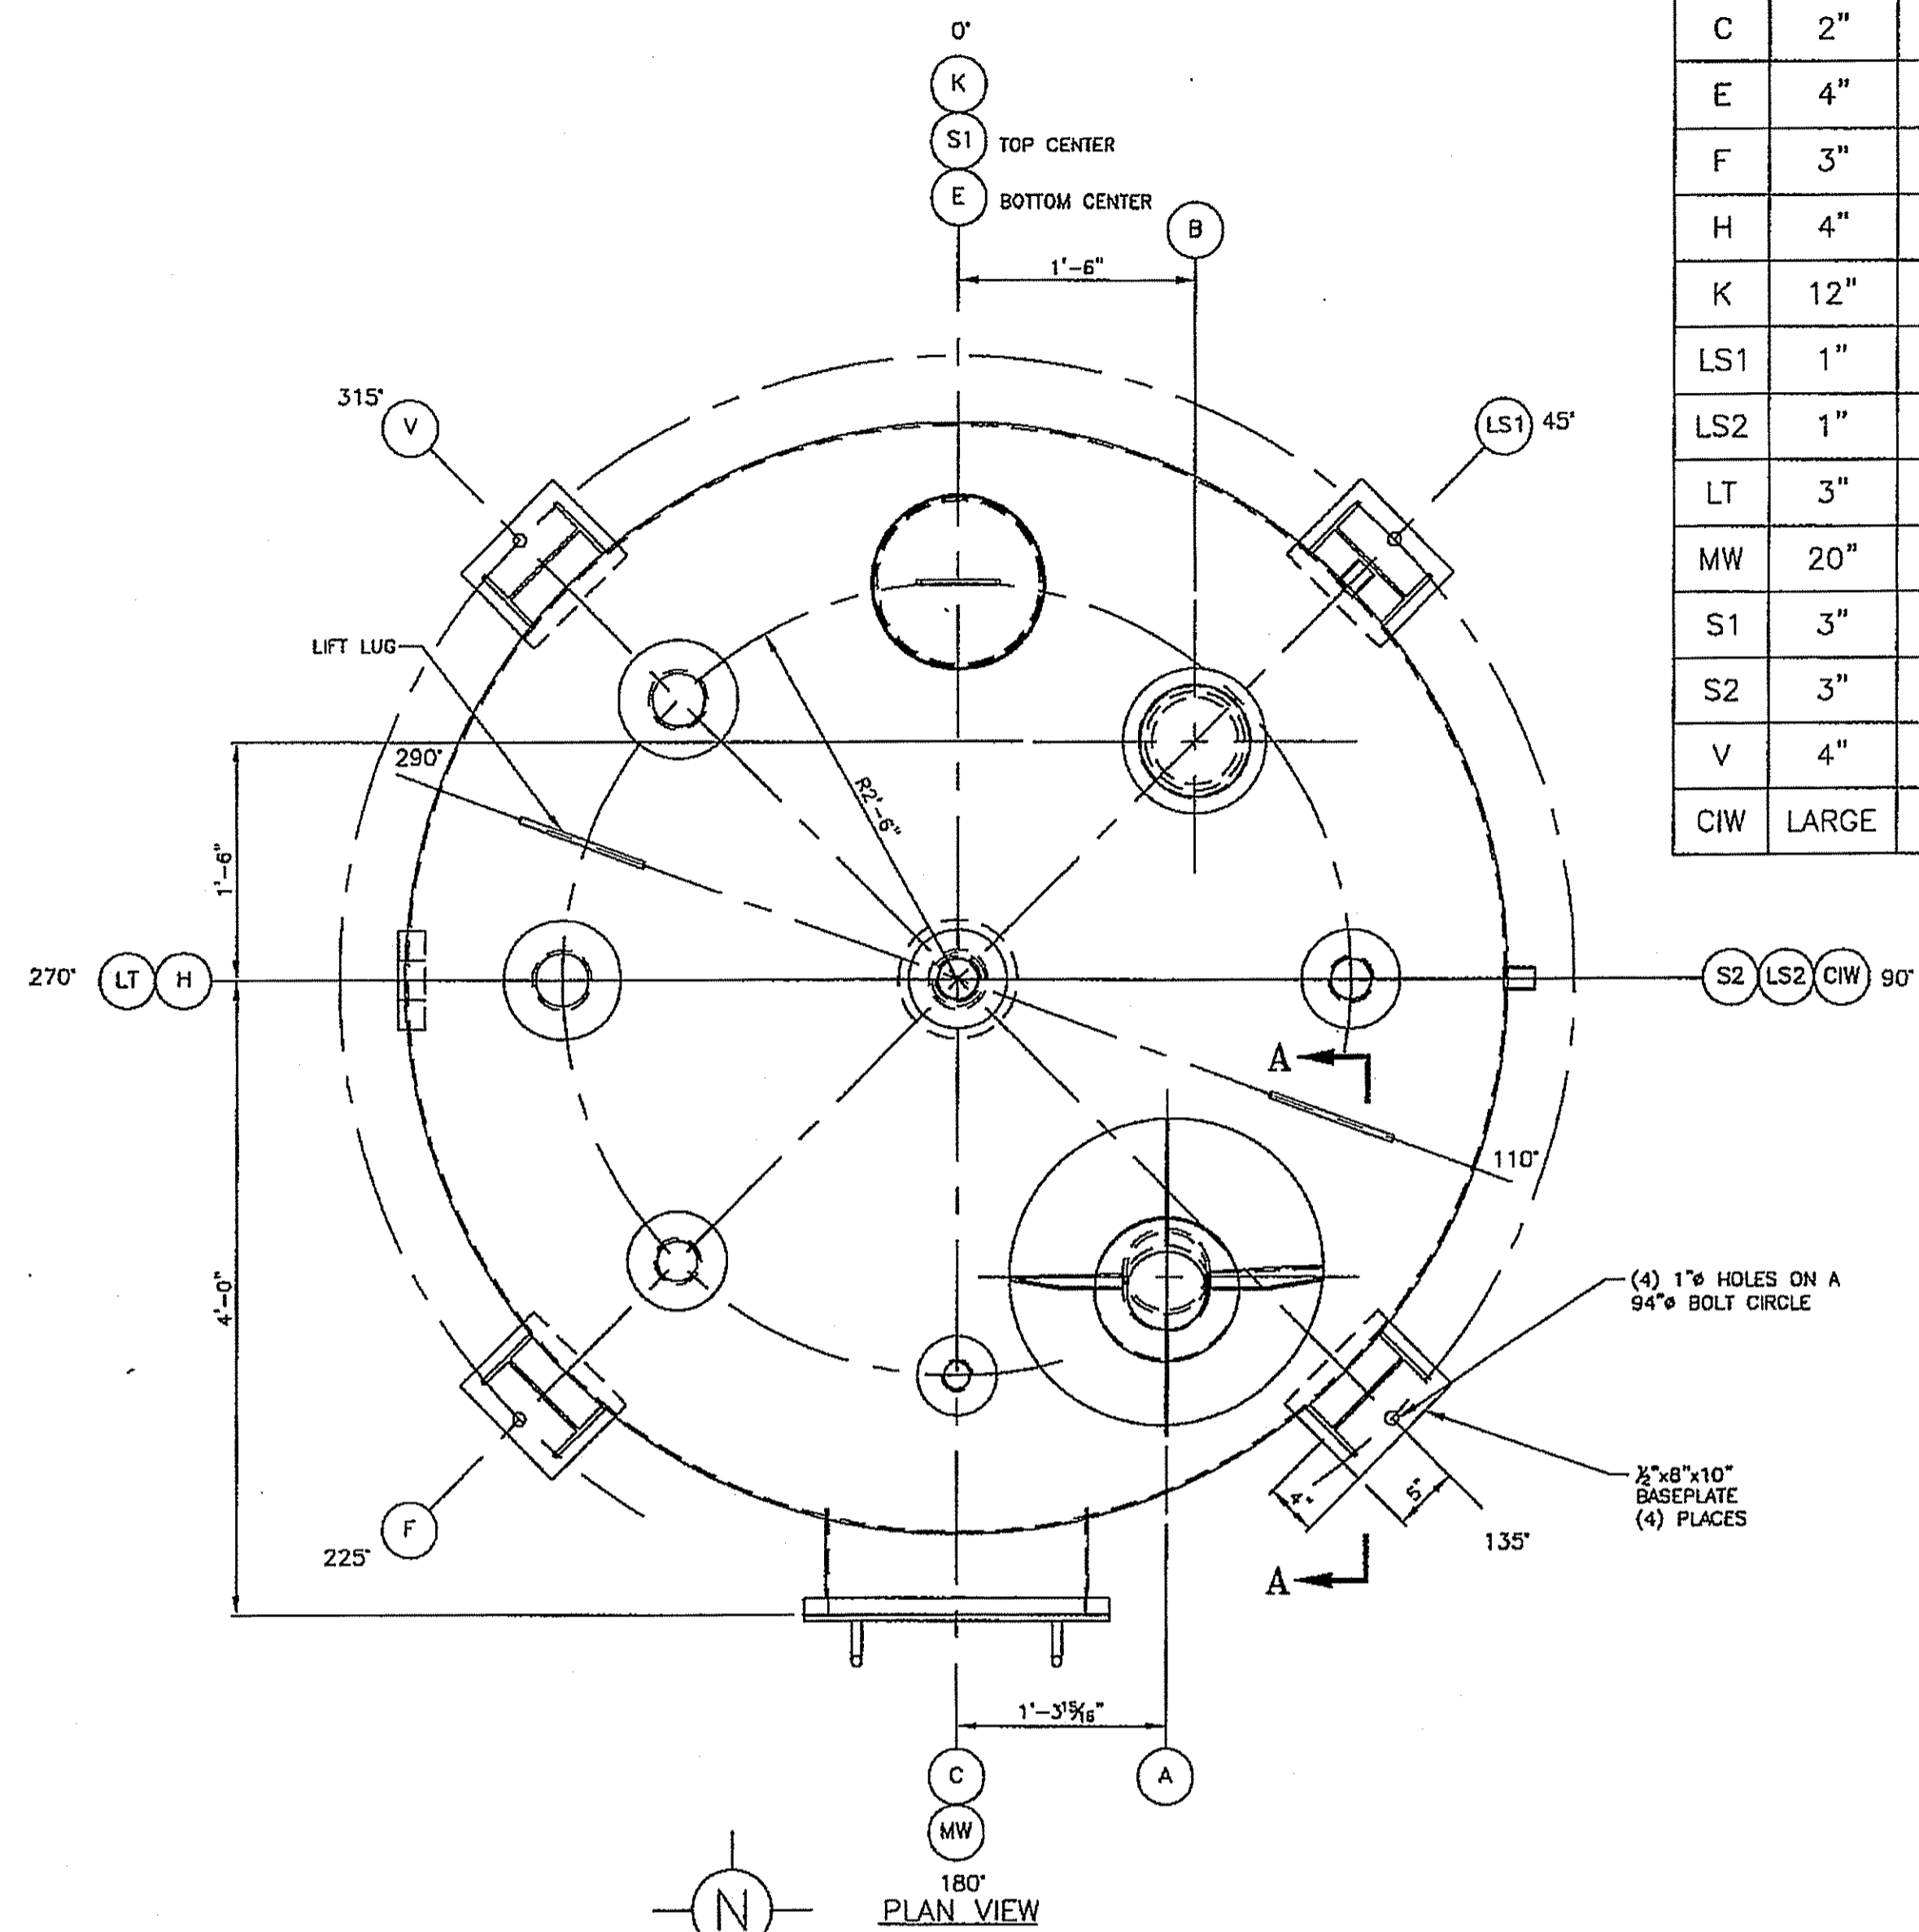 0°
K
S1 TOP CENTER
E BOTTOM CENTER
B
1'-6"
315°
V
LS1 45°
LIFT LUG
290°
R2'-6"
1'-6"
270° LT H
S2 LS2 CIW 90°
A
110°
4'-0"
(4) 1"ø HOLES ON A
94"ø BOLT CIRCLE
½"x8"x10"
BASEPLATE
(4) PLACES
4"
5"
135°
F
225°
A
1'-3 15/16"
C
A
MW
180°
N
PLAN VIEW
C 2"
E 4"
F 3"
H 4"
K 12"
LS1 1"
LS2 1"
LT 3"
MW 20"
S1 3"
S2 3"
V 4"
CIW LARGE